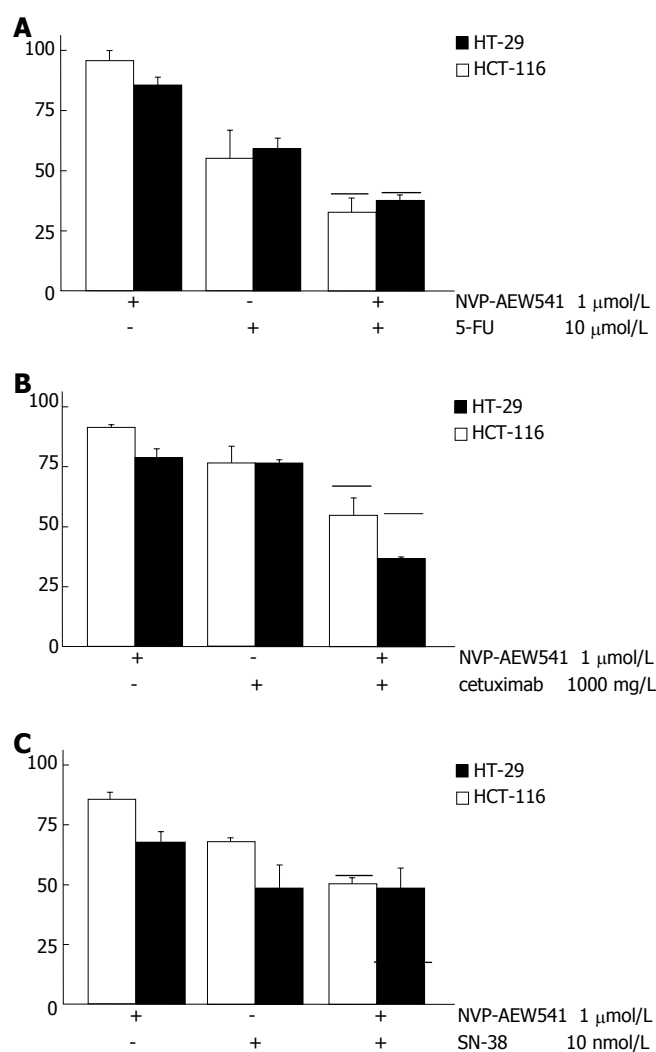 A
100
75
50
25
0
HT-29
HCT-116
+ - + NVP-AEW541 1 μmol/L
- + + 5-FU 10 μmol/L
B
100
75
50
25
0
HT-29
HCT-116
+ - + NVP-AEW541 1 μmol/L
- + + cetuximab 1000 mg/L
C
100
75
50
25
0
HT-29
HCT-116
+ - + NVP-AEW541 1 μmol/L
- + + SN-38 10 nmol/L